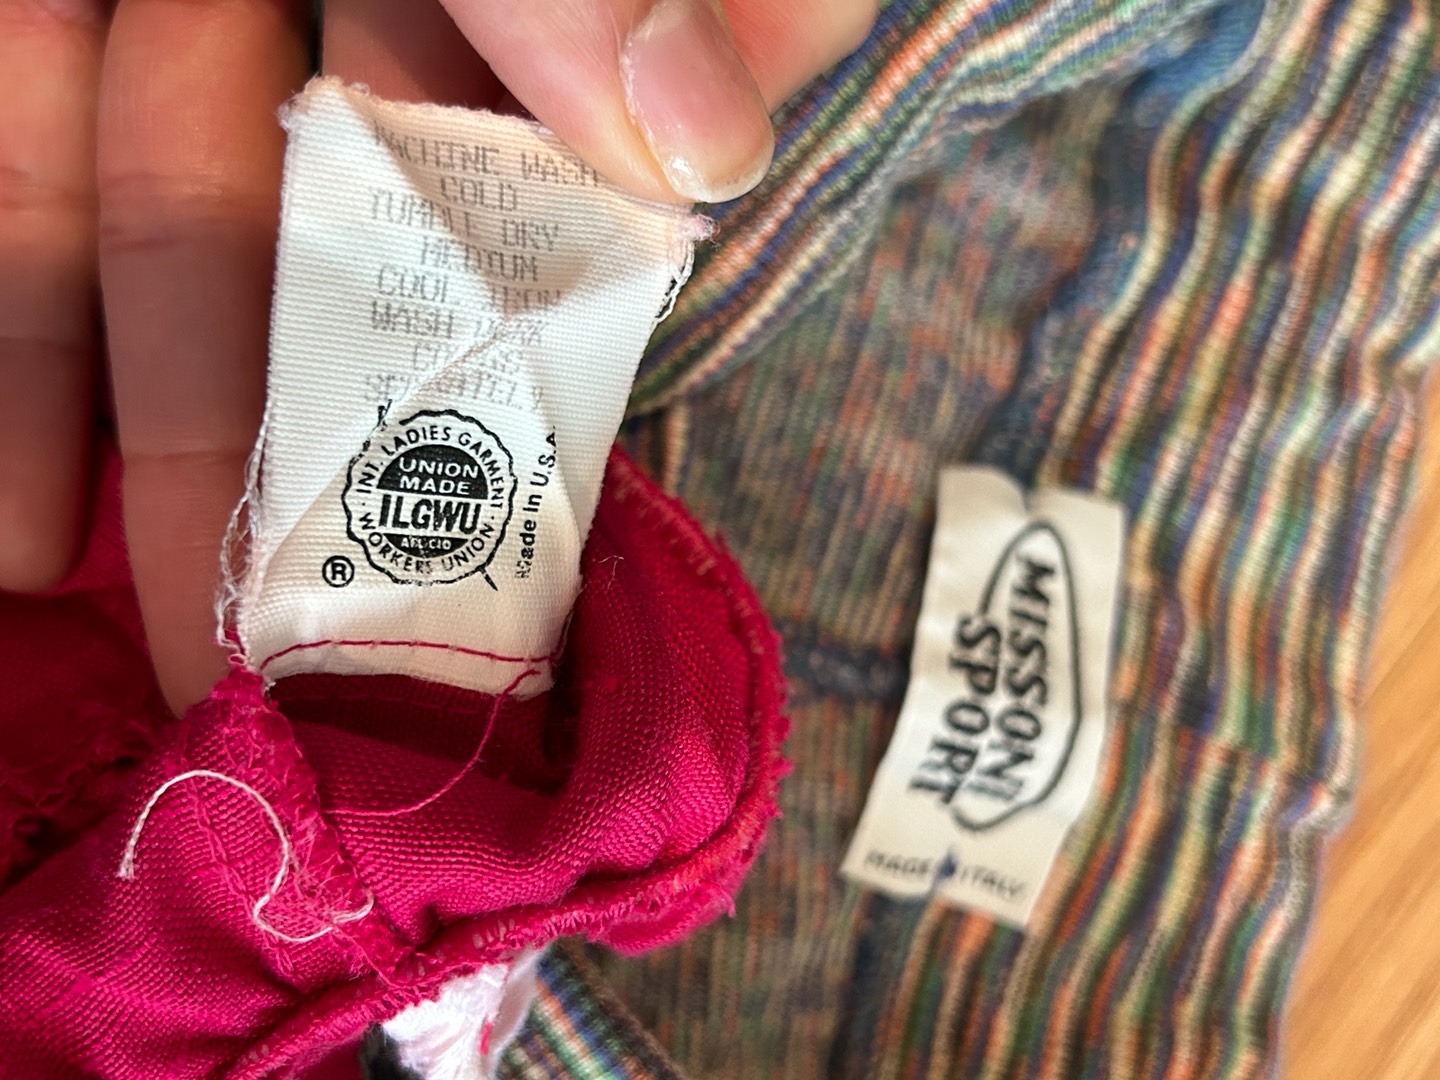 MACHINE WASH
COLD
TUMBLE DRY
MEDIUM
COOL IRON
WASH DARK
COLORS
SEPARATELY
INT. LADIES GARMENT
UNION
MADE
ILGWU
AFL-CIO
WORKERS UNION
®
Made in U.S.A.
MISSONI
SPORT
MADE ITALY